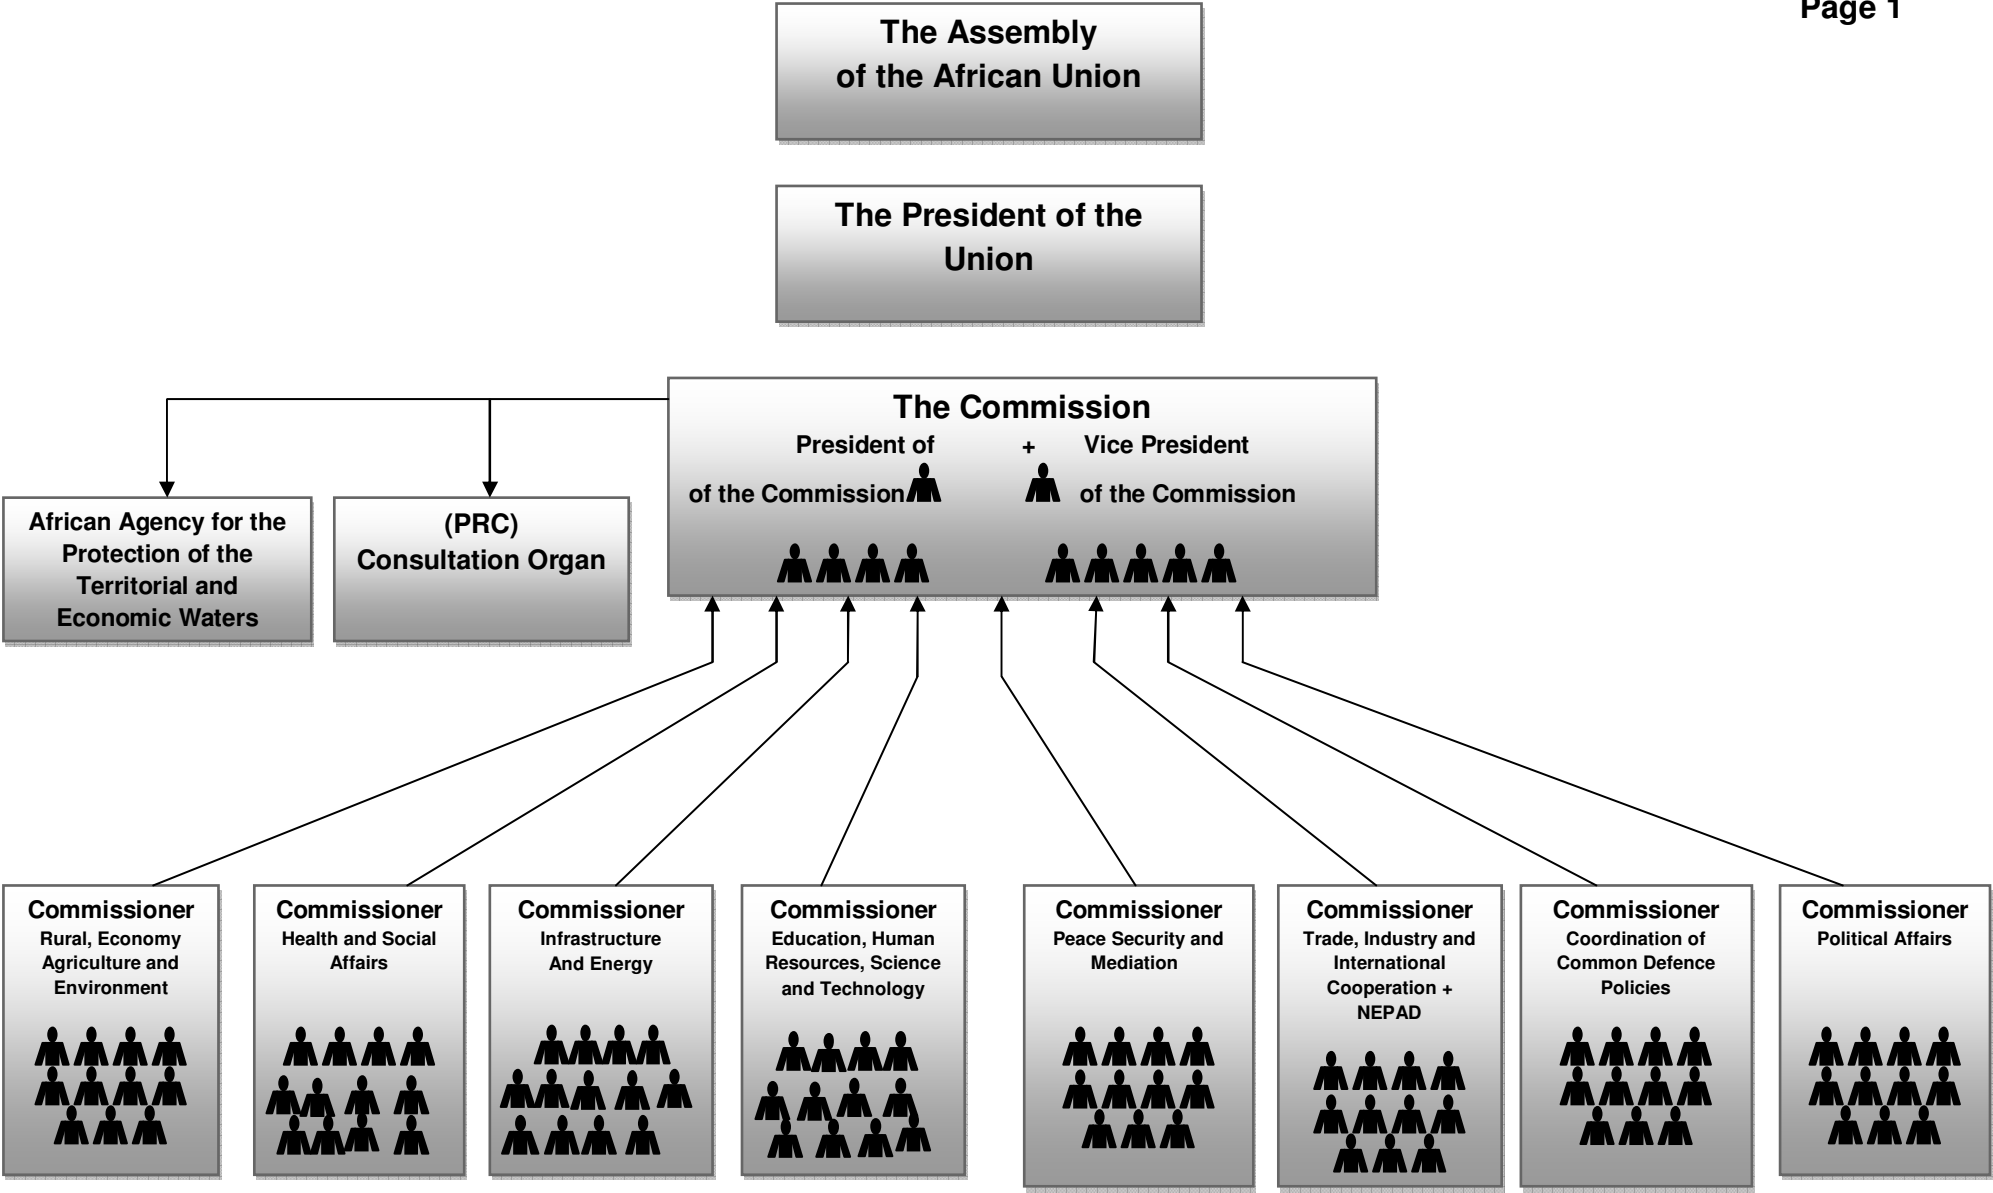 Page 1
The Assembly
of the African Union
The President of the
Union
The Commission
President of + Vice President
of the Commission of the Commission
African Agency for the
Protection of the
Territorial and
Economic Waters
(PRC)
Consultation Organ
Commissioner
Rural, Economy
Agriculture and
Environment
Commissioner
Health and Social
Affairs
Commissioner
Infrastructure
And Energy
Commissioner
Education, Human
Resources, Science
and Technology
Commissioner
Peace Security and
Mediation
Commissioner
Trade, Industry and
International
Cooperation +
NEPAD
Commissioner
Coordination of
Common Defence
Policies
Commissioner
Political Affairs